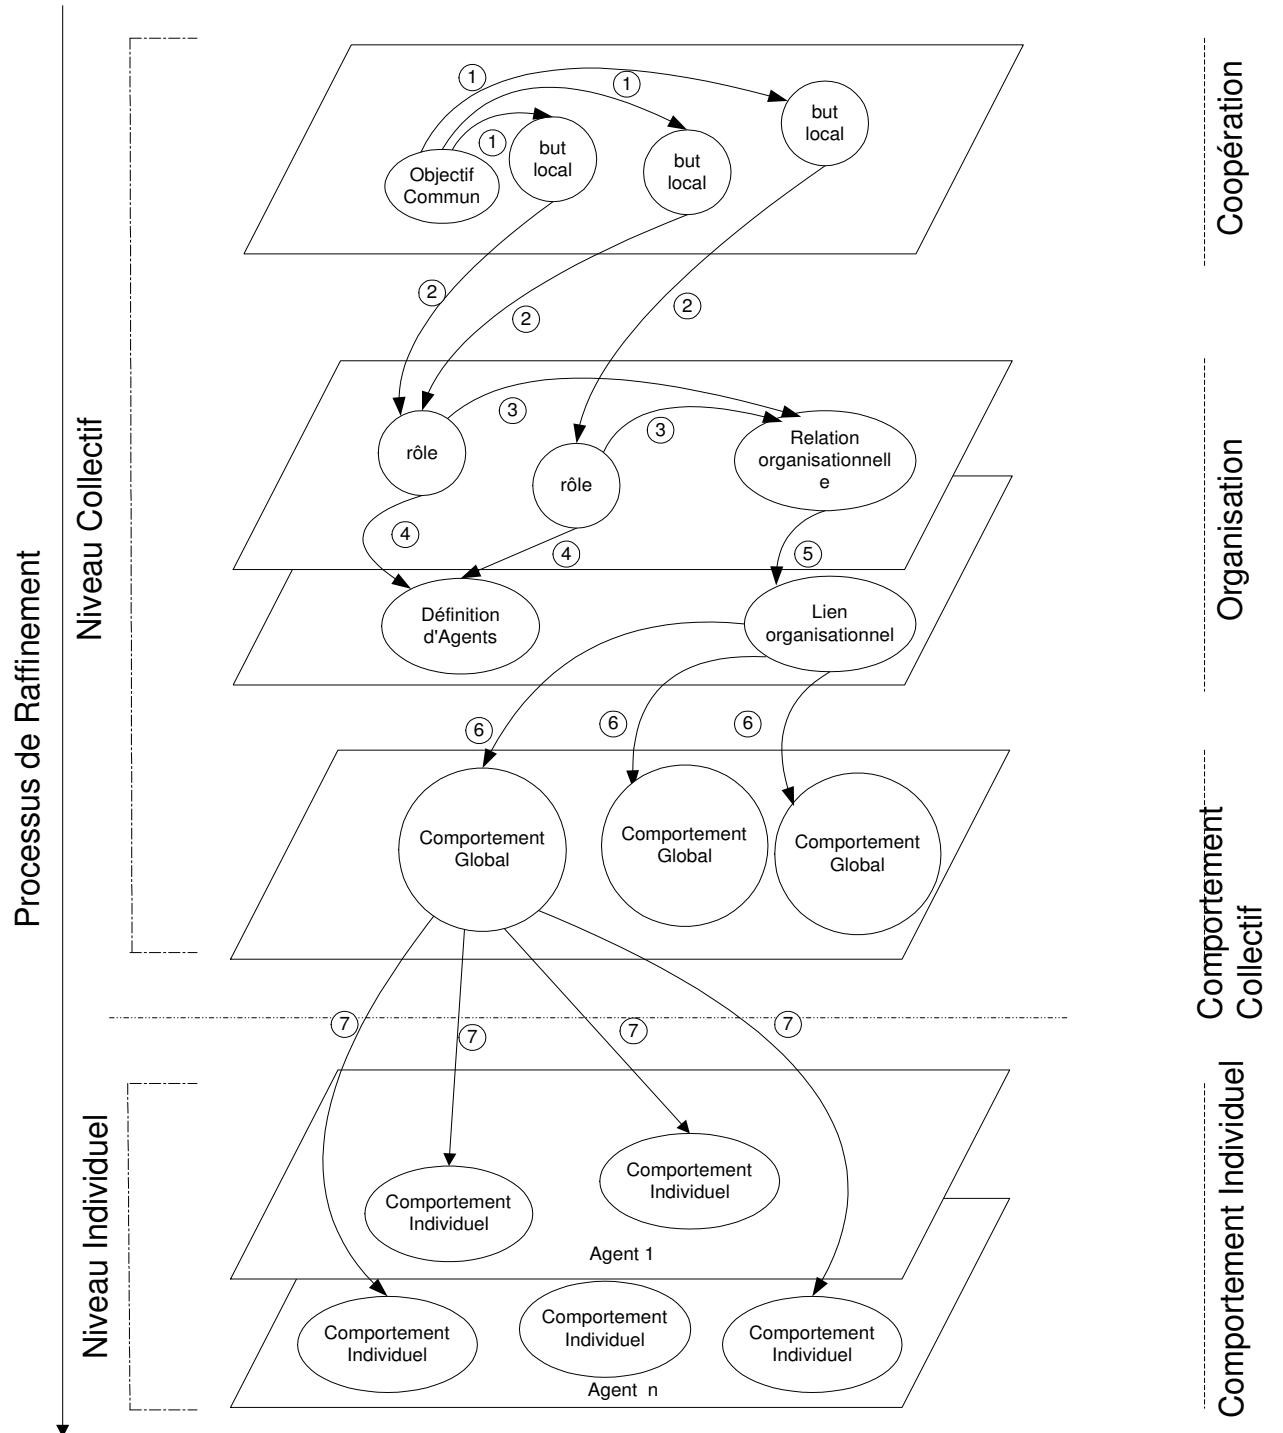 Processus de Raffinement
Niveau Collectif
Niveau Individuel
Coopération
Organisation
Comportement
Collectif
Comportement Individuel
1
1
1
Objectif
Commun
but
local
but
local
but
local
2
2
2
rôle
rôle
3
3
Relation
organisationnell
e
4
4
5
Définition
d'Agents
Lien
organisationnel
6
6
6
Comportement
Global
Comportement
Global
Comportement
Global
7
7
7
7
Comportement
Individuel
Comportement
Individuel
Agent 1
Comportement
Individuel
Comportement
Individuel
Comportement
Individuel
Agent n